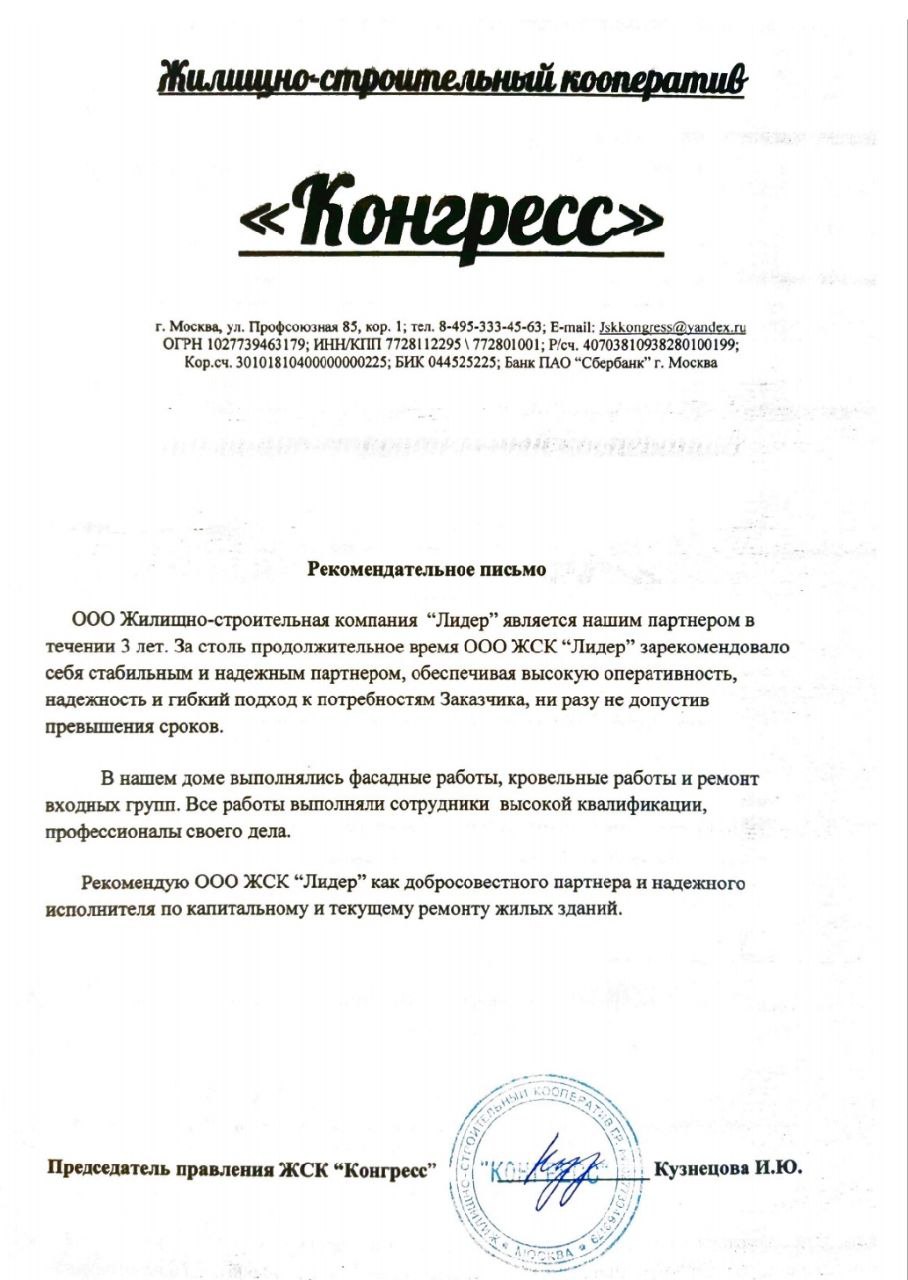 Жилищно-строительный кооператив
«Конгресс»
г. Москва, ул. Профсоюзная 85, кор. 1; тел. 8-495-333-45-63; E-mail: Jskkongress@yandex.ru
ОГРН 1027739463179; ИНН/КПП 7728112295 \ 772801001; Р/сч. 40703810938280100199;
Кор.сч. 30101810400000000225; БИК 044525225; Банк ПАО “Сбербанк” г. Москва
Рекомендательное письмо
ООО Жилищно-строительная компания “Лидер” является нашим партнером в
течении 3 лет. За столь продолжительное время ООО ЖСК “Лидер” зарекомендовало
себя стабильным и надежным партнером, обеспечивая высокую оперативность,
надежность и гибкий подход к потребностям Заказчика, ни разу не допустив
превышения сроков.
В нашем доме выполнялись фасадные работы, кровельные работы и ремонт
входных групп. Все работы выполняли сотрудники высокой квалификации,
профессионалы своего дела.
Рекомендую ООО ЖСК “Лидер” как добросовестного партнера и надежного
исполнителя по капитальному и текущему ремонту жилых зданий.
Председатель правления ЖСК “Конгресс” Кузнецова И.Ю.
ЖИЛИЩНО-СТРОИТЕЛЬНЫЙ КООПЕРАТИВ
"КОНГРЕСС"
МОСКВА